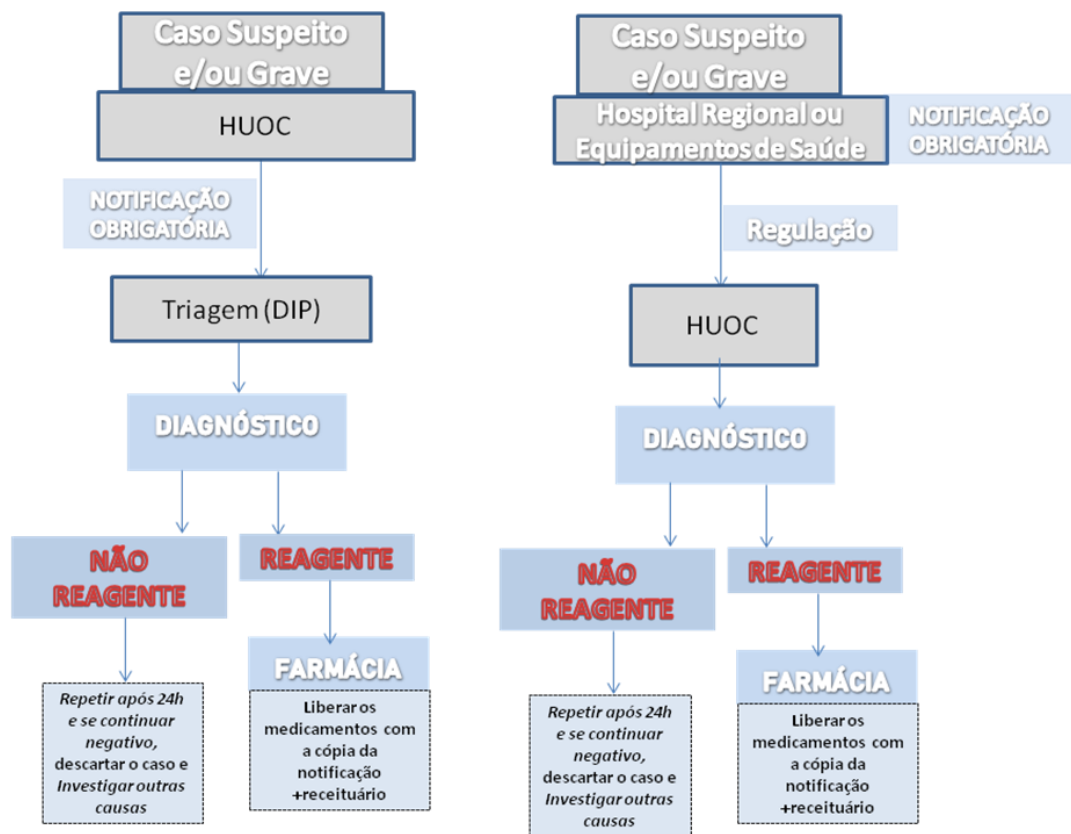 Caso Suspeito
e/ou Grave
HUOC
NOTIFICAÇÃO
OBRIGATÓRIA
Triagem (DIP)
DIAGNÓSTICO
NÃO
REAGENTE
REAGENTE
Repetir após 24h
e se continuar
negativo,
descartar o caso e
Investigar outras
causas
FARMÁCIA
Liberar os
medicamentos com
a cópia da
notificação
+receituário
Caso Suspeito
e/ou Grave
Hospital Regional ou
Equipamentos de Saúde
NOTIFICAÇÃO
OBRIGATÓRIA
Regulação
HUOC
DIAGNÓSTICO
NÃO
REAGENTE
REAGENTE
Repetir após 24h
e se continuar
negativo,
descartar o caso e
Investigar outras
causas
FARMÁCIA
Liberar os
medicamentos com
a cópia da
notificação
+receituário